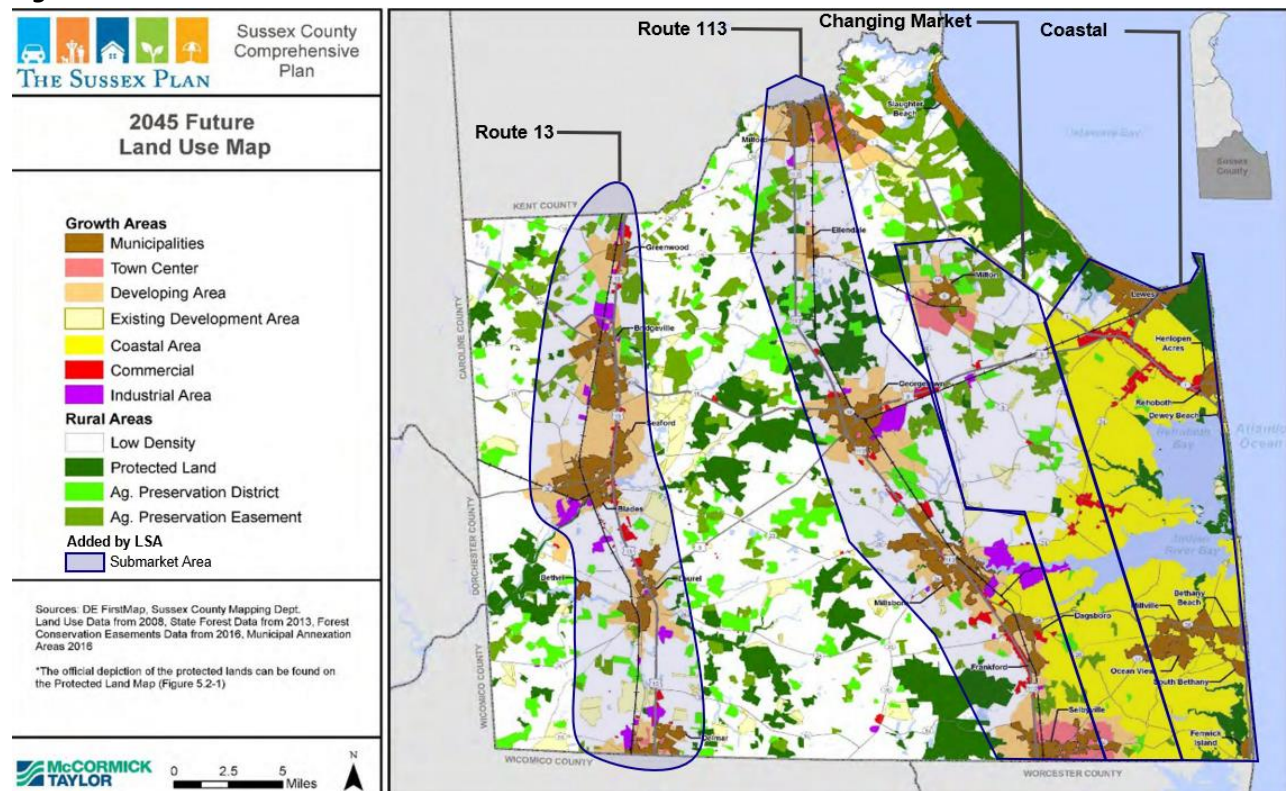 THE SUSSEX PLAN
Sussex County
Comprehensive
Plan
2045 Future
Land Use Map
Growth Areas
Municipalities
Town Center
Developing Area
Existing Development Area
Coastal Area
Commercial
Industrial Area
Rural Areas
Low Density
Protected Land
Ag. Preservation District
Ag. Preservation Easement
Added by LSA
Submarket Area
Sources: DE FirstMap, Sussex County Mapping Dept.
Land Use Data from 2008, State Forest Data from 2013, Forest
Conservation Easements Data from 2016, Municipal Annexation
Areas 2016
*The official depiction of the protected lands can be found on
the Protected Land Map (Figure 5.2-1)
McCORMICK
TAYLOR
0 2.5 5
Miles
N
Route 13
Route 113
Changing Market
Coastal
KENT COUNTY
CAROLINE COUNTY
DORCHESTER COUNTY
WICOMICO COUNTY
WICOMICO COUNTY
WORCESTER COUNTY
Sussex
County
Delaware Bay
Slaughter
Beach
Milford
Greenwood
Ellendale
Milton
Lewes
Bridgeville
Henlopen
Acres
Georgetown
Rehoboth
Dewey Beach
Rehoboth
Bay
Atlantic
Ocean
Seaford
Blades
Indian
River Bay
Bethel
Laurel
Millsboro
Dagsboro
Millville
Bethany
Beach
Frankford
Ocean View
South Bethany
Selbyville
Fenwick
Island
Delmar